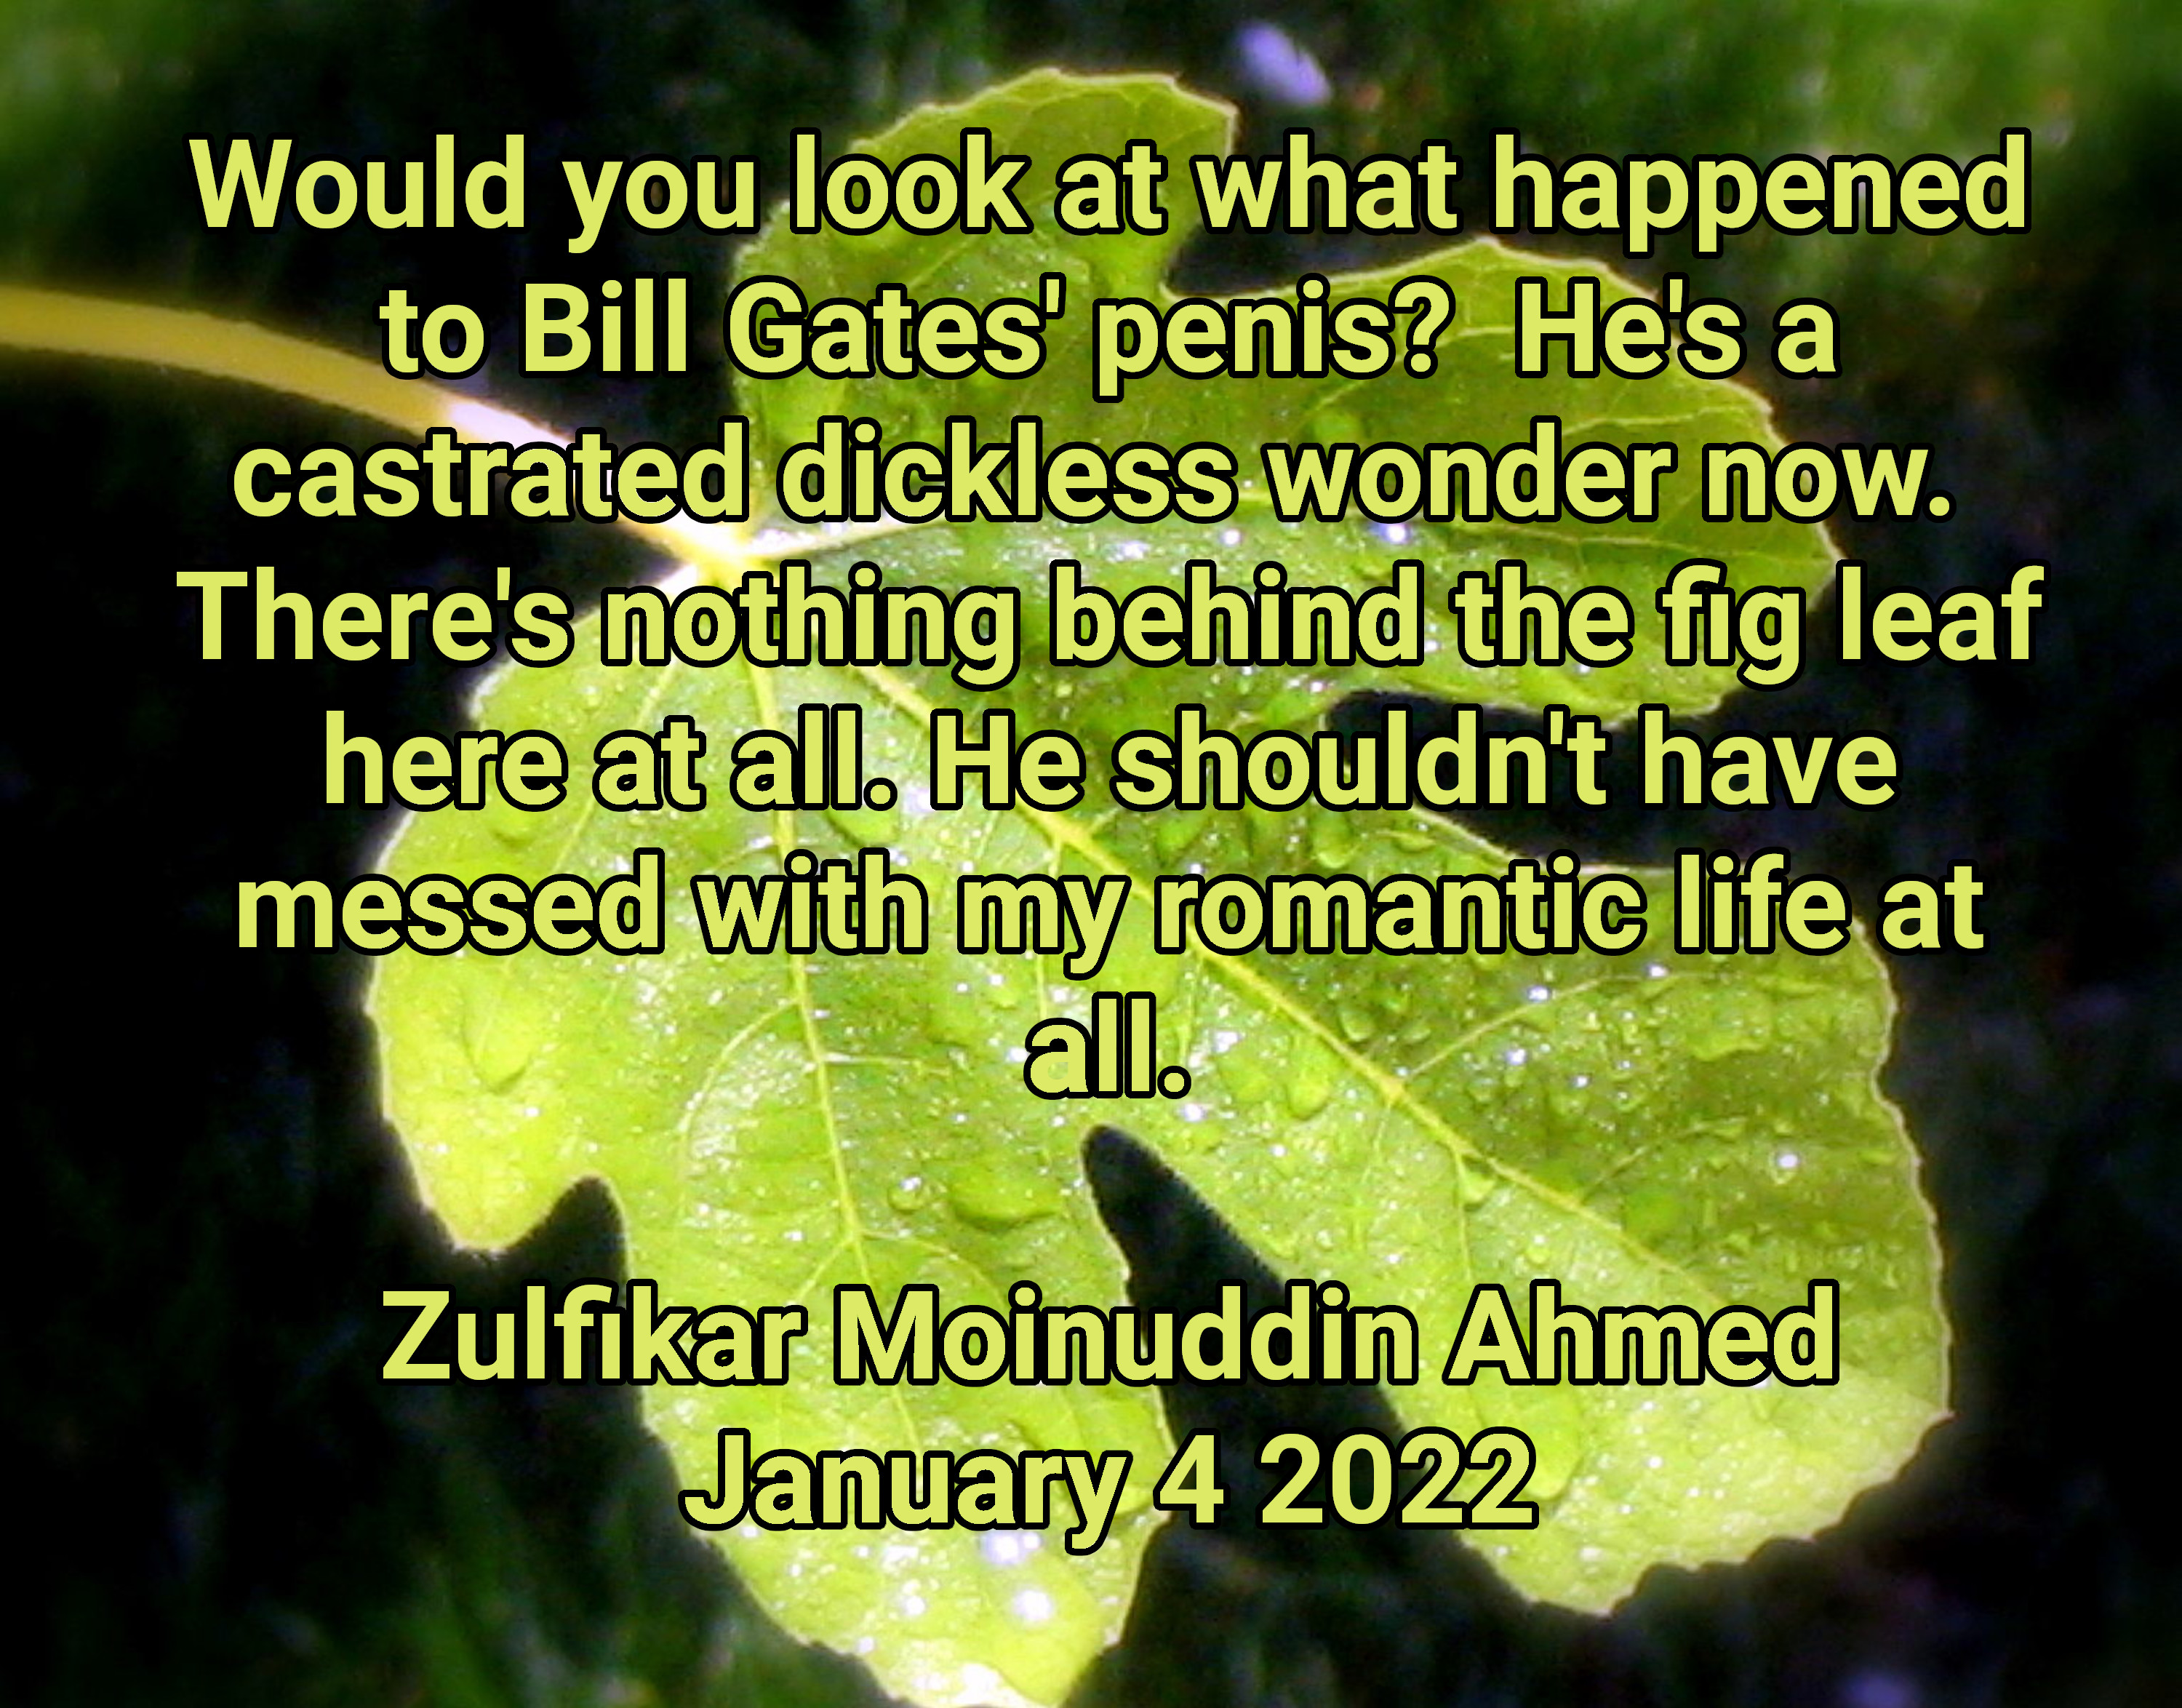 Would you look at what happened
to Bill Gates' penis?  He's a
castrated dickless wonder now.
There's nothing behind the fig leaf
here at all. He shouldn't have
messed with my romantic life at
all.
Zulfikar Moinuddin Ahmed
January 4 2022